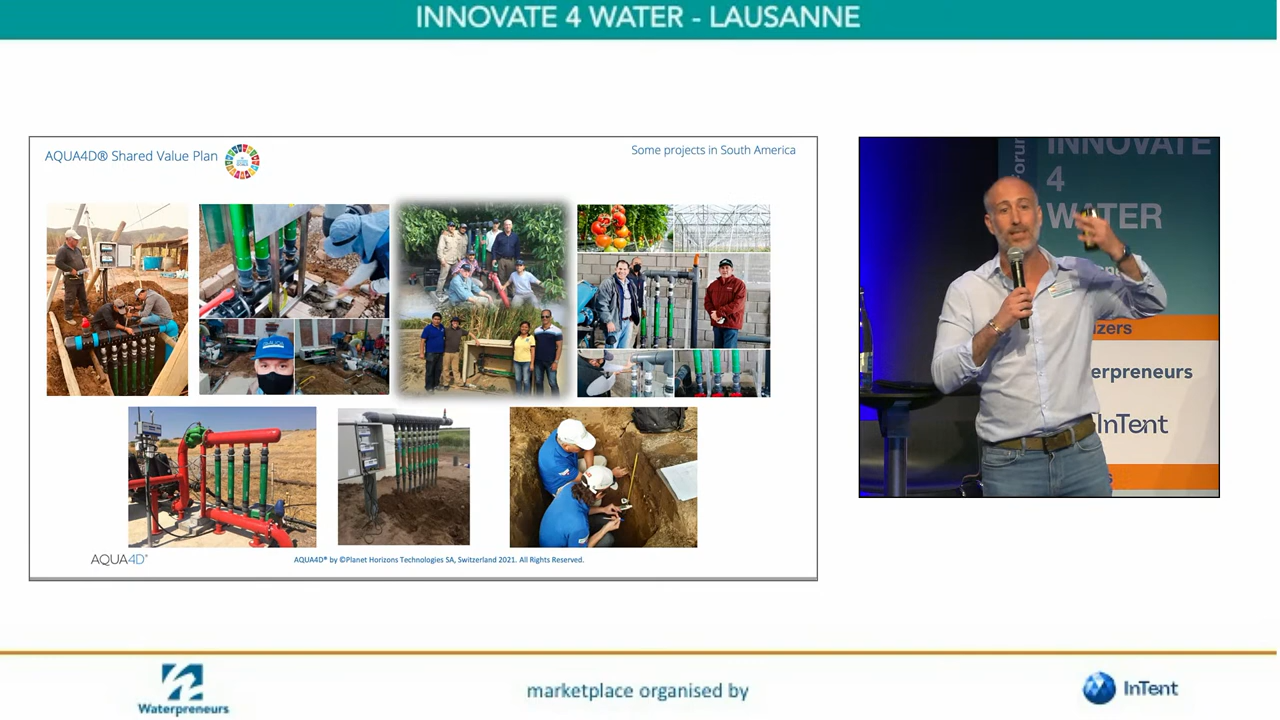 INNOVATE 4 WATER - LAUSANNE
AQUA4D® Shared Value Plan
Some projects in South America
AQUA4D®
AQUA4D® by ©Planet Horizons Technologies SA, Switzerland 2021. All Rights Reserved.
INNOVATE
4
WATER
izers
erpreneurs
InTent
Waterpreneurs
marketplace organised by
InTent